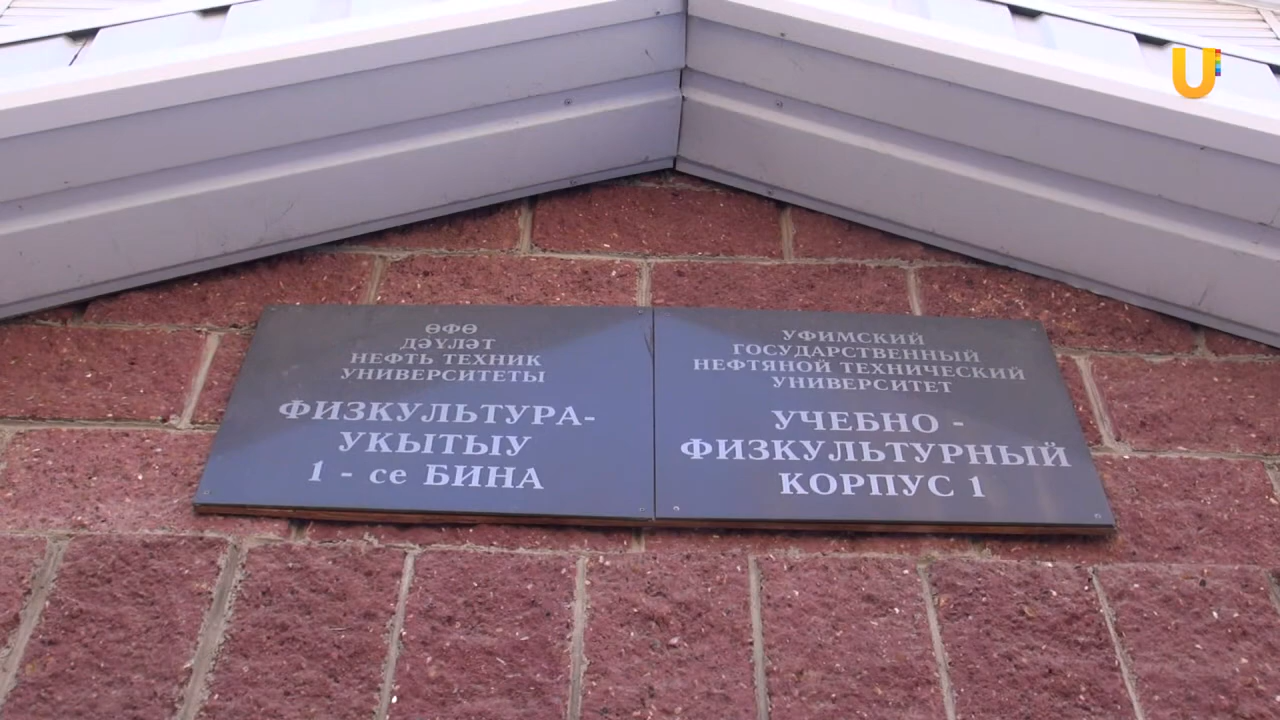 ӨФӨ
ДӘҮЛӘТ
НЕФТЬ ТЕХНИК
УНИВЕРСИТЕТЫ
ФИЗКУЛЬТУРА-
УКЫТЫУ
1 - се БИНА
УФИМСКИЙ
ГОСУДАРСТВЕННЫЙ
НЕФТЯНОЙ ТЕХНИЧЕСКИЙ
УНИВЕРСИТЕТ
УЧЕБНО -
ФИЗКУЛЬТУРНЫЙ
КОРПУС 1
U